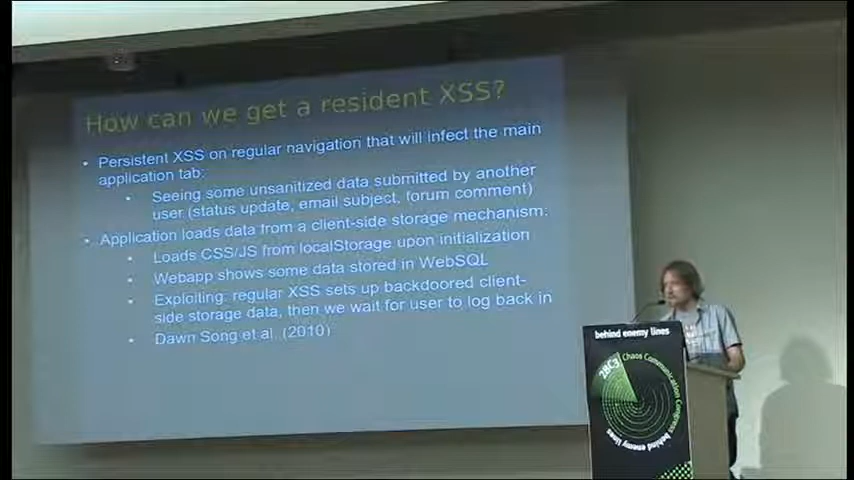 How can we get a resident XSS?
• Persistent XSS on regular navigation that will infect the main
application tab:
• Seeing some unsanitized data submitted by another
user (status update, email subject, (forum comment)
• Application loads data from a client-side storage mechanism:
• Loads CSS/JS from localStorage upon initialization
• Webapp shows some data stored in WebSQL
• Exploiting: regular XSS sets up backdoored client-
side storage data, then we wait for user to log back in
• Dawn Song et al. (2010)
behind enemy lines
28C3
Chaos Communication Congress
behind enemy lines